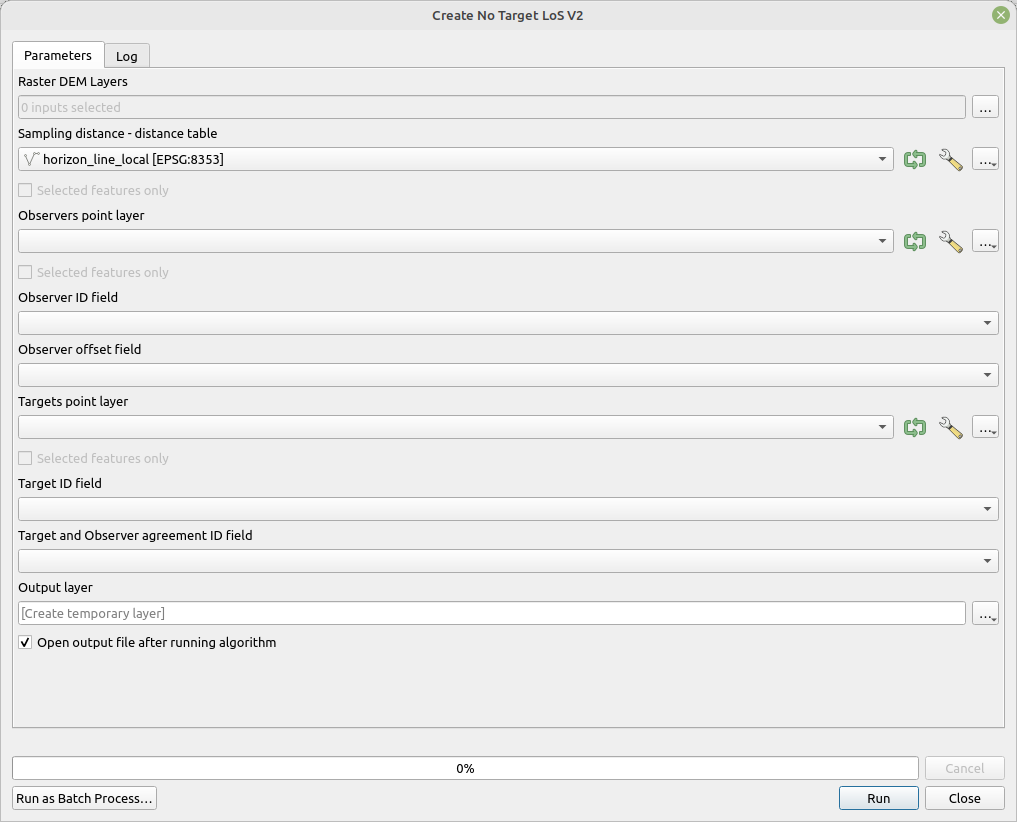 Create No Target LoS V2
Parameters
Log
Raster DEM Layers
0 inputs selected
...
Sampling distance - distance table
horizon_line_local [EPSG:8353]
...
Selected features only
Observers point layer
...
Selected features only
Observer ID field
Observer offset field
Targets point layer
...
Selected features only
Target ID field
Target and Observer agreement ID field
Output layer
[Create temporary layer]
...
Open output file after running algorithm
0%
Cancel
Run as Batch Process...
Run
Close